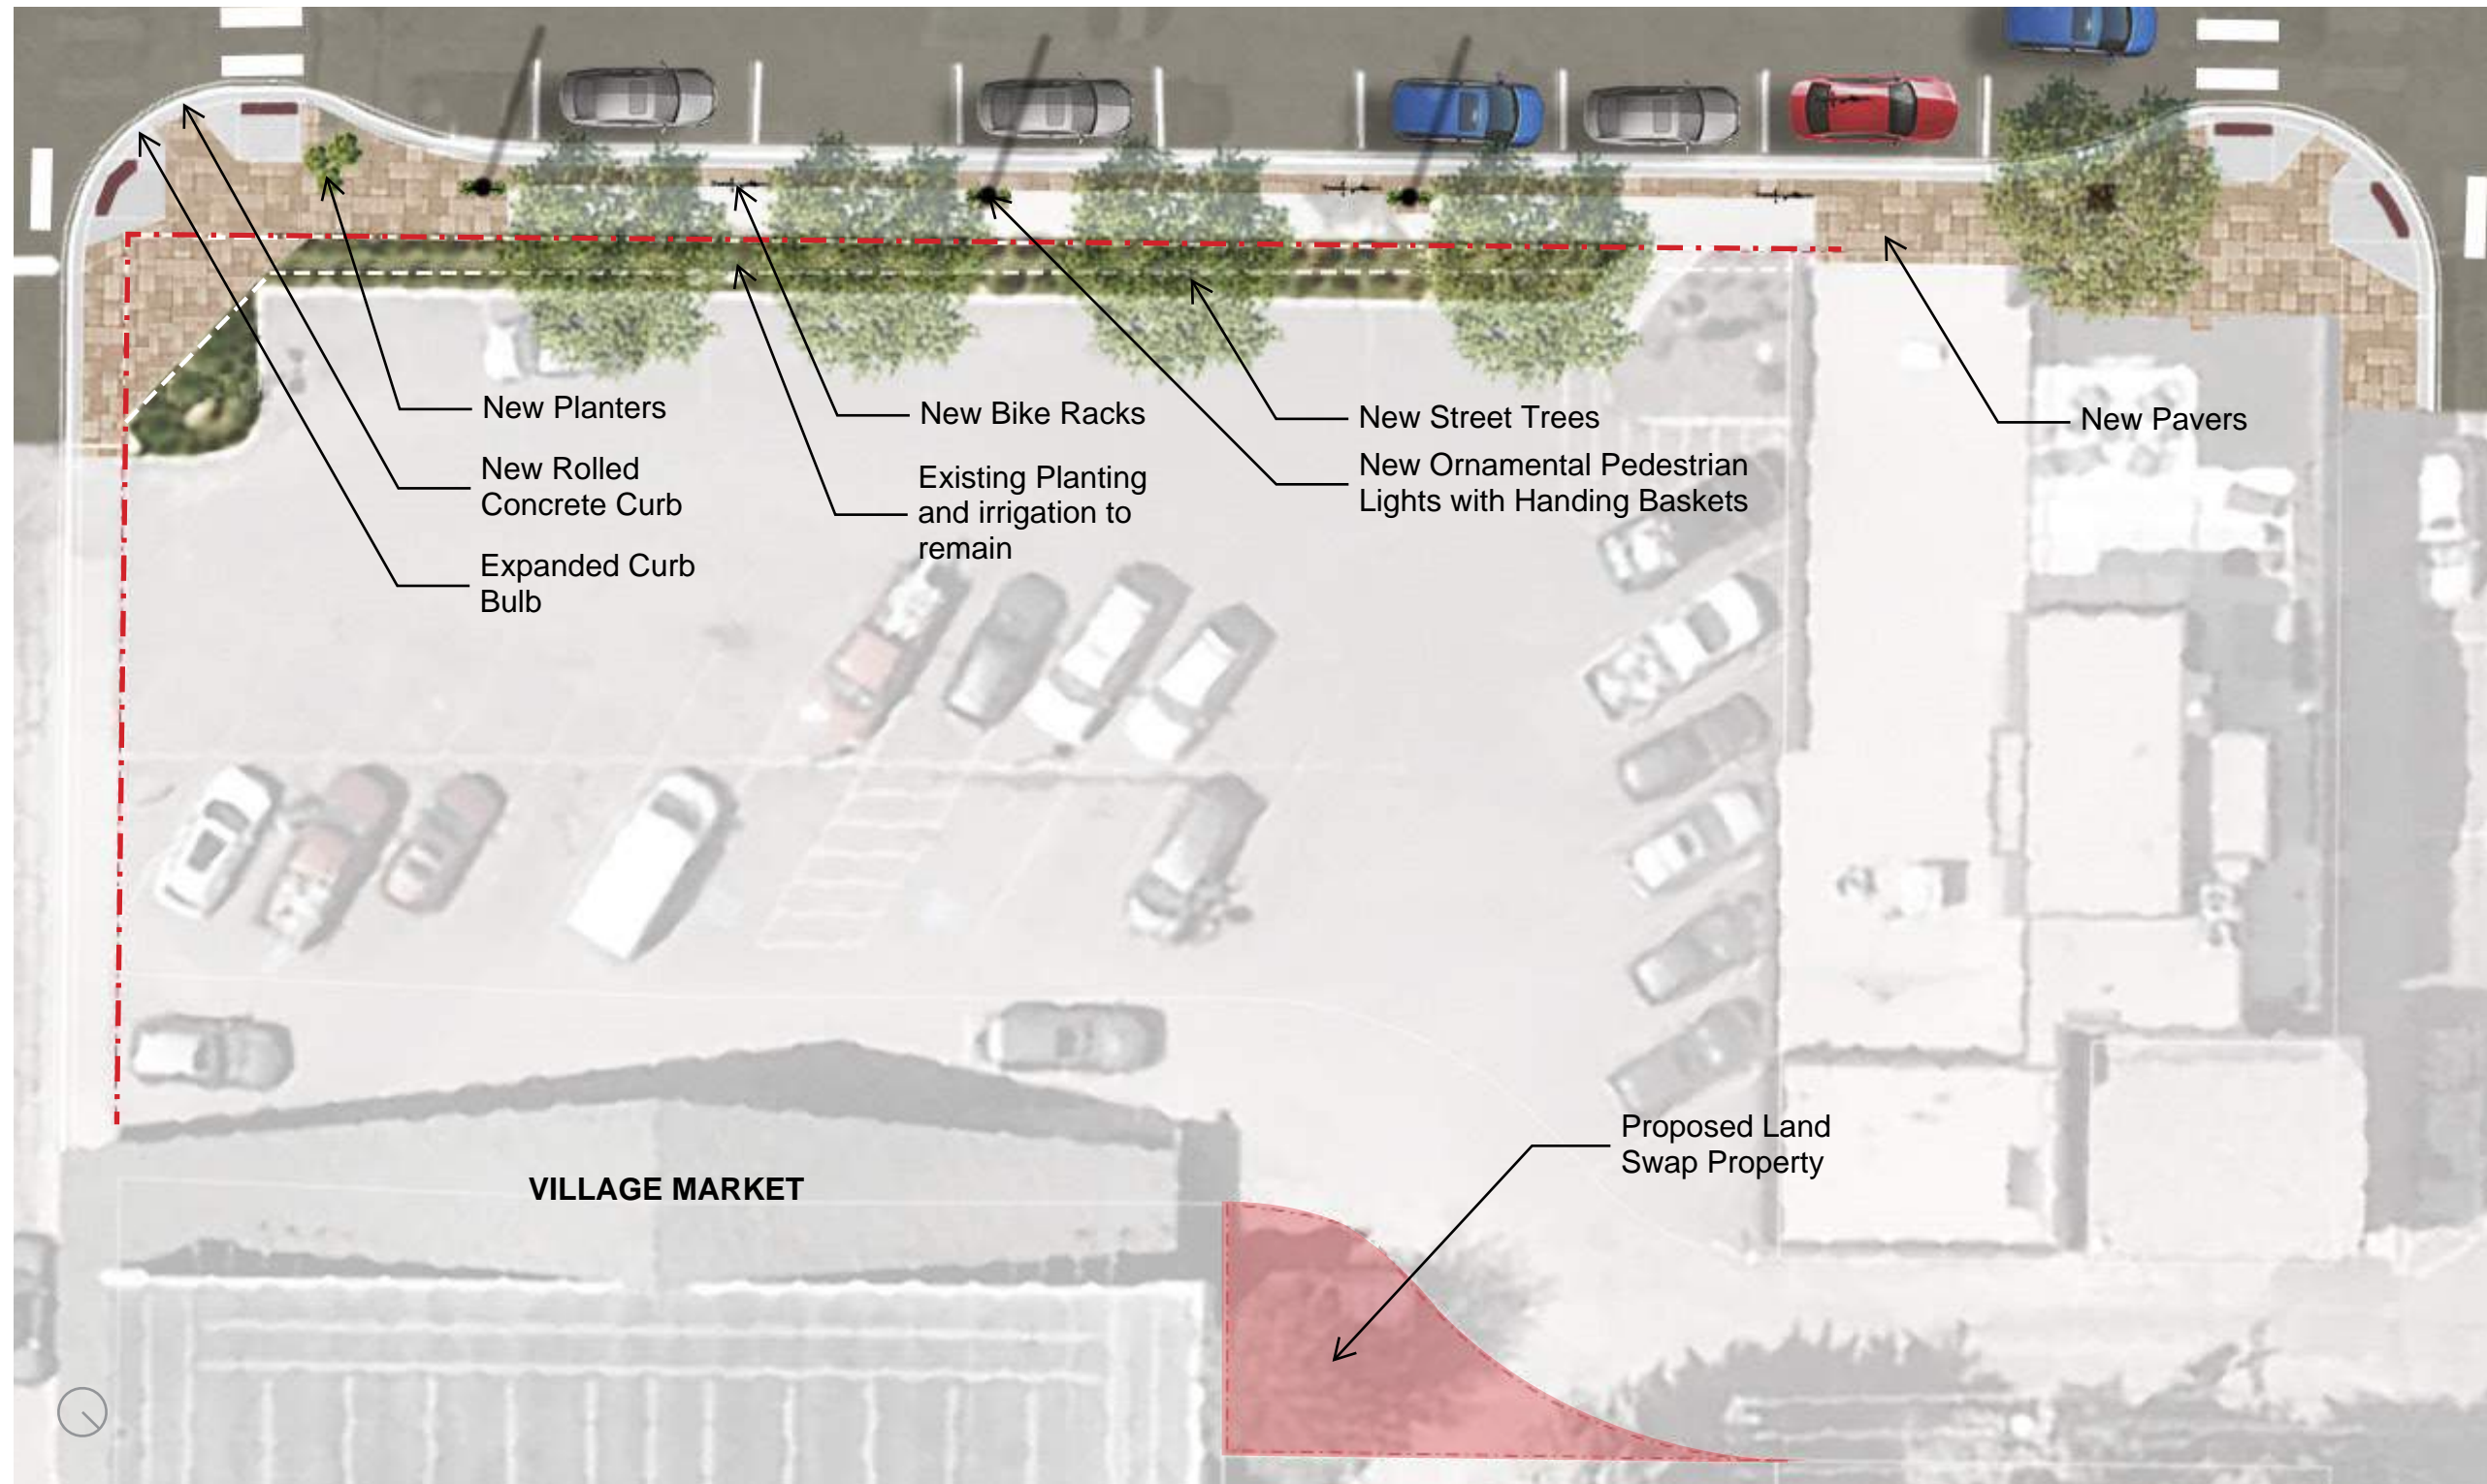 New Planters
New Rolled
Concrete Curb
Expanded Curb
Bulb
New Bike Racks
Existing Planting
and irrigation to
remain
New Street Trees
New Ornamental Pedestrian
Lights with Handing Baskets
New Pavers
Proposed Land
Swap Property
VILLAGE MARKET